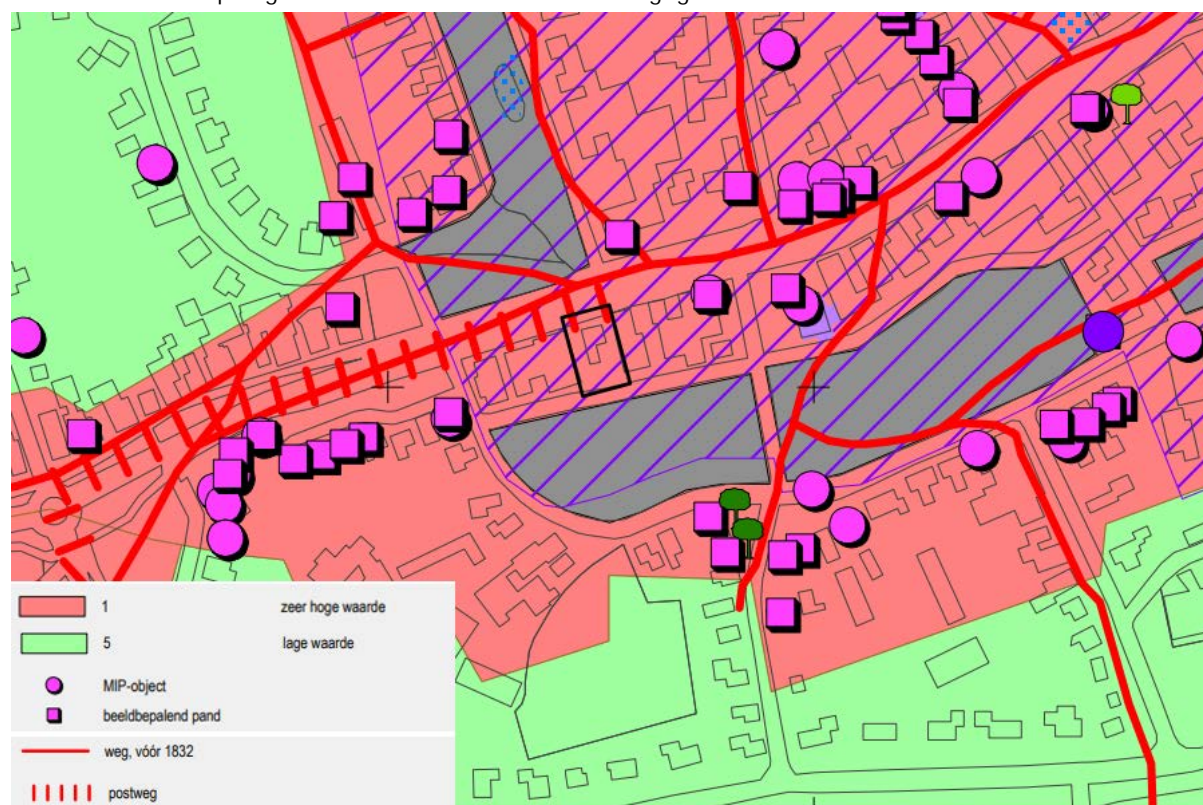 1 zeer hoge waarde
5 lage waarde
MIP-object
beeldbepalend pand
weg, vóór 1832
postweg